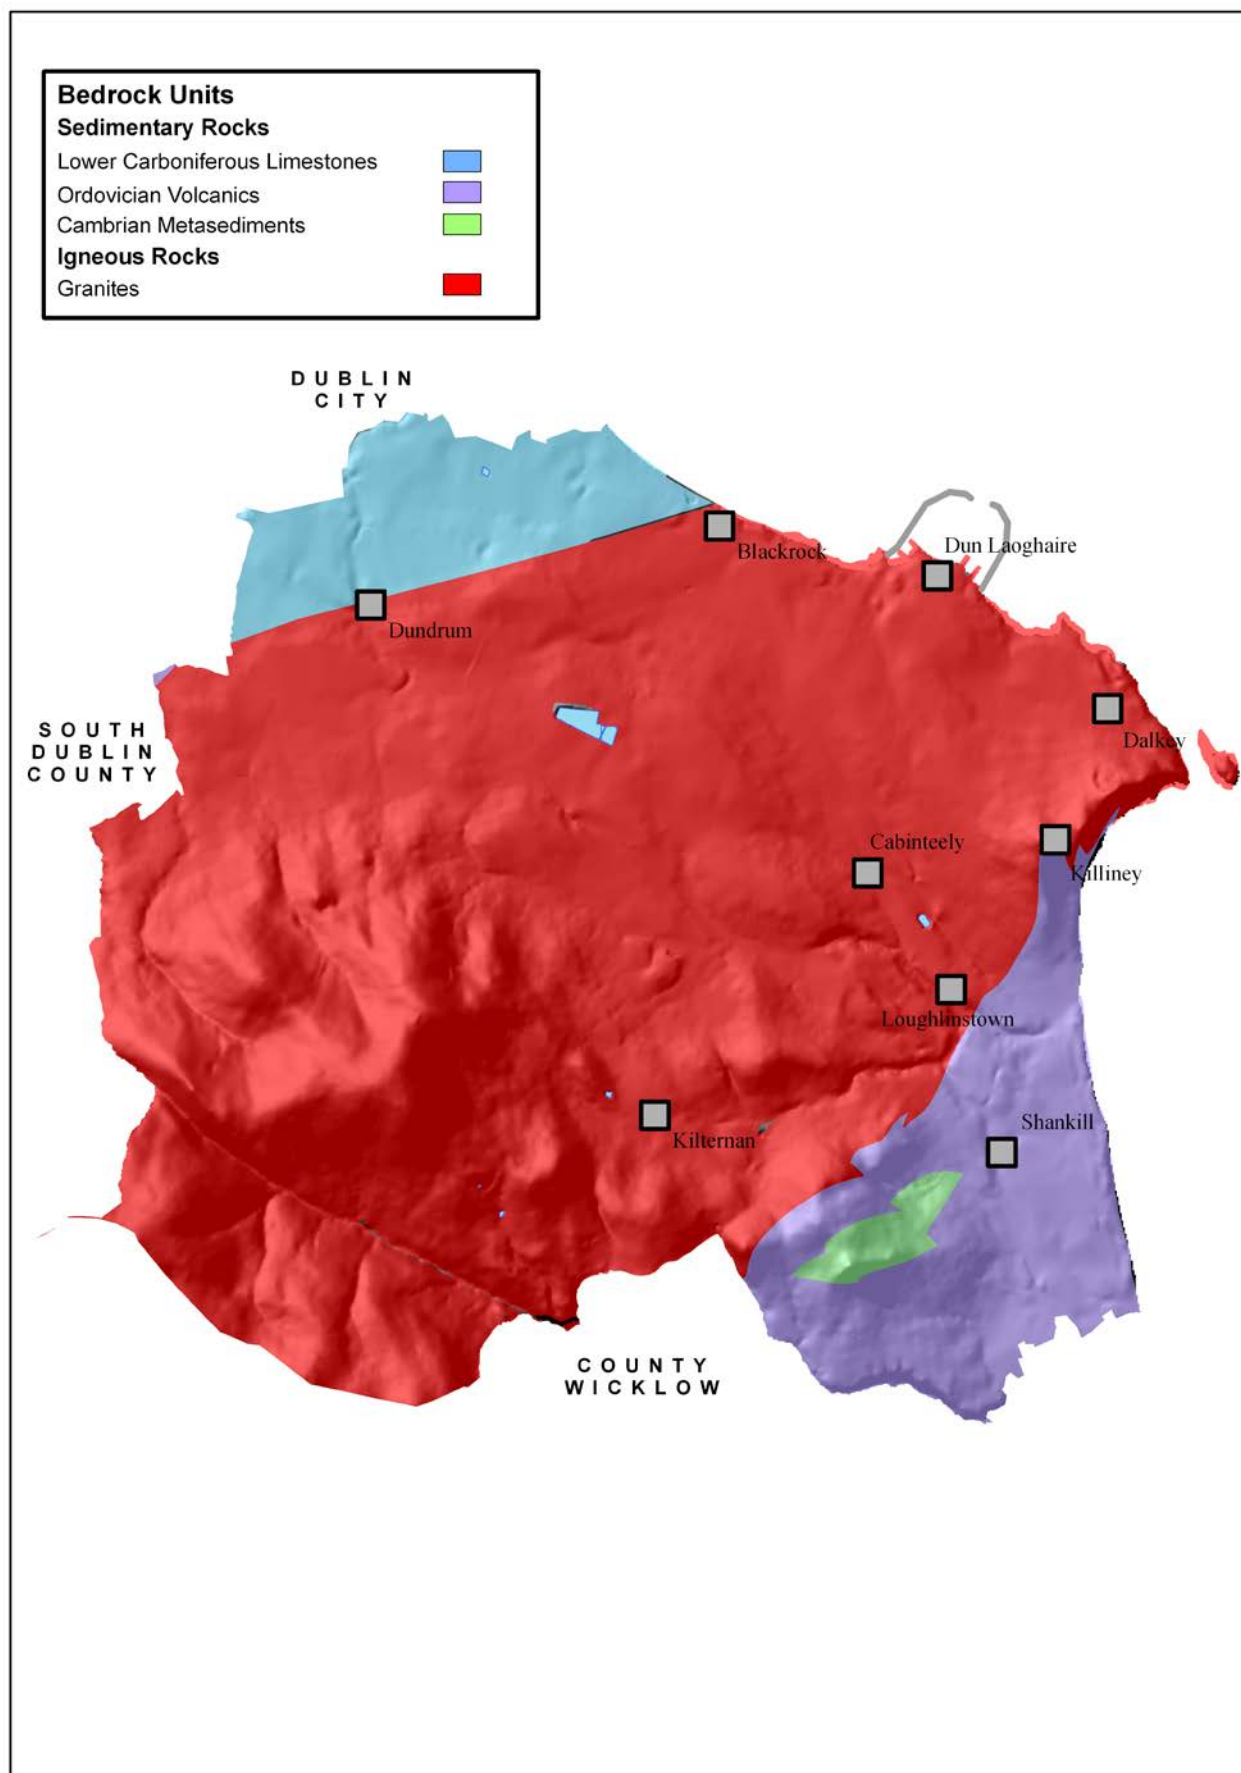 Bedrock Units
Sedimentary Rocks
Lower Carboniferous Limestones
Ordovician Volcanics
Cambrian Metasediments
Igneous Rocks
Granites
DUBLIN
CITY
Blackrock
Dun Laoghaire
Dundrum
SOUTH
DUBLIN
COUNTY
Dalkey
Cabinteely
Killiney
Loughlinstown
Kilternan
Shankill
COUNTY
WICKLOW